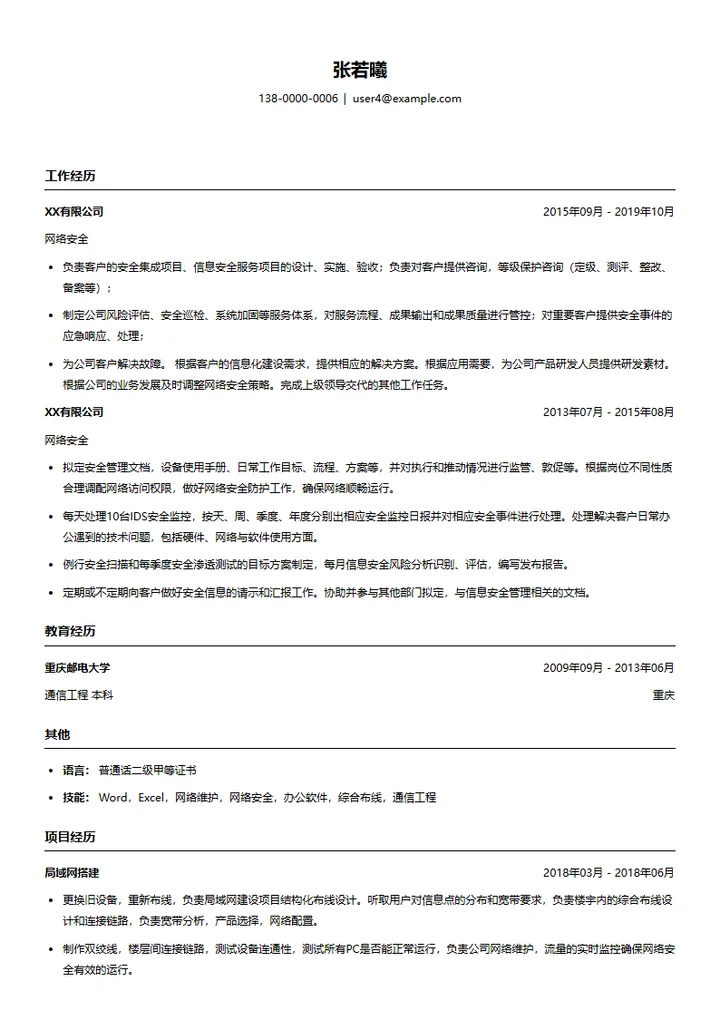 张若曦
138-0000-0006 | user4@example.com
工作经历
XX有限公司 2015年09月 - 2019年10月
网络安全
• 负责客户的安全集成项目、信息安全服务项目的设计、实施、验收；负责对客户提供咨询，等级保护咨询（定级、测评、整改、
备案等）;
• 制定公司风险评估、安全巡检、系统加固等服务体系，对服务流程、成果输出和成果质量进行管控；对重要客户提供安全事件的
应急响应、处理；
• 为公司客户解决故障。 根据客户的信息化建设需求，提供相应的解决方案。根据应用需要，为公司产品研发人员提供研发素材。
根据公司的业务发展及时调整网络安全策略。完成上级领导交代的其他工作任务。
XX有限公司 2013年07月 - 2015年08月
网络安全
• 拟定安全管理文档，设备使用手册、日常工作目标、流程、方案等，并对执行和推动情况进行监管、敦促等。根据岗位不同性质
合理调配网络访问权限，做好网络安全防护工作，确保网络顺畅运行。
• 每天处理10台IDS安全监控，按天、周、季度、年度分别出相应安全监控日报并对相应安全事件进行处理。处理解决客户日常办
公遇到的技术问题，包括硬件、网络与软件使用方面。
• 例行安全扫描和每季度安全渗透测试的目标方案制定，每月信息安全风险分析识别、评估，编写发布报告。
• 定期或不定期向客户做好安全信息的请示和汇报工作。协助并参与其他部门拟定，与信息安全管理相关的文档。
教育经历
重庆邮电大学 2009年09月 - 2013年06月
通信工程 本科 重庆
其他
• 语言： 普通话二级甲等证书
• 技能： Word，Excel，网络维护，网络安全，办公软件，综合布线，通信工程
项目经历
局域网搭建 2018年03月 - 2018年06月
• 更换旧设备，重新布线，负责局域网建设项目结构化布线设计。听取用户对信息点的分布和宽带要求，负责楼宇内的综合布线设
计和连接链路，负责宽带分析，产品选择，网络配置。
• 制作双绞线，楼层间连接链路，测试设备连通性，测试所有PC是否能正常运行，负责公司网络维护，流量的实时监控确保网络安
全有效的运行。